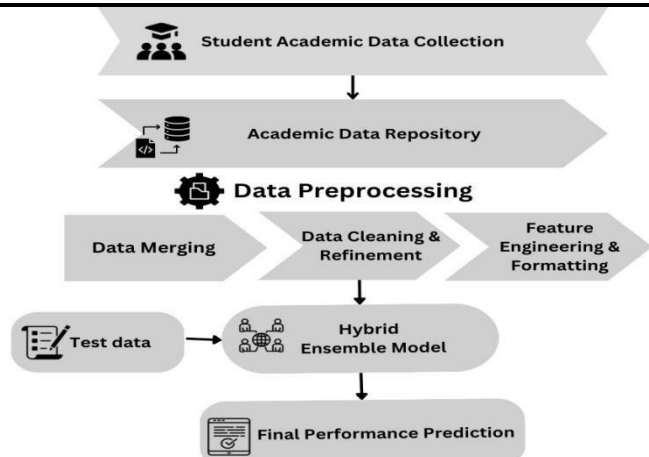 Student Academic Data Collection
Academic Data Repository
</>
Data Preprocessing
Data Merging
Data Cleaning &
Refinement
Feature
Engineering &
Formatting
Test data
Hybrid
Ensemble Model
Final Performance Prediction